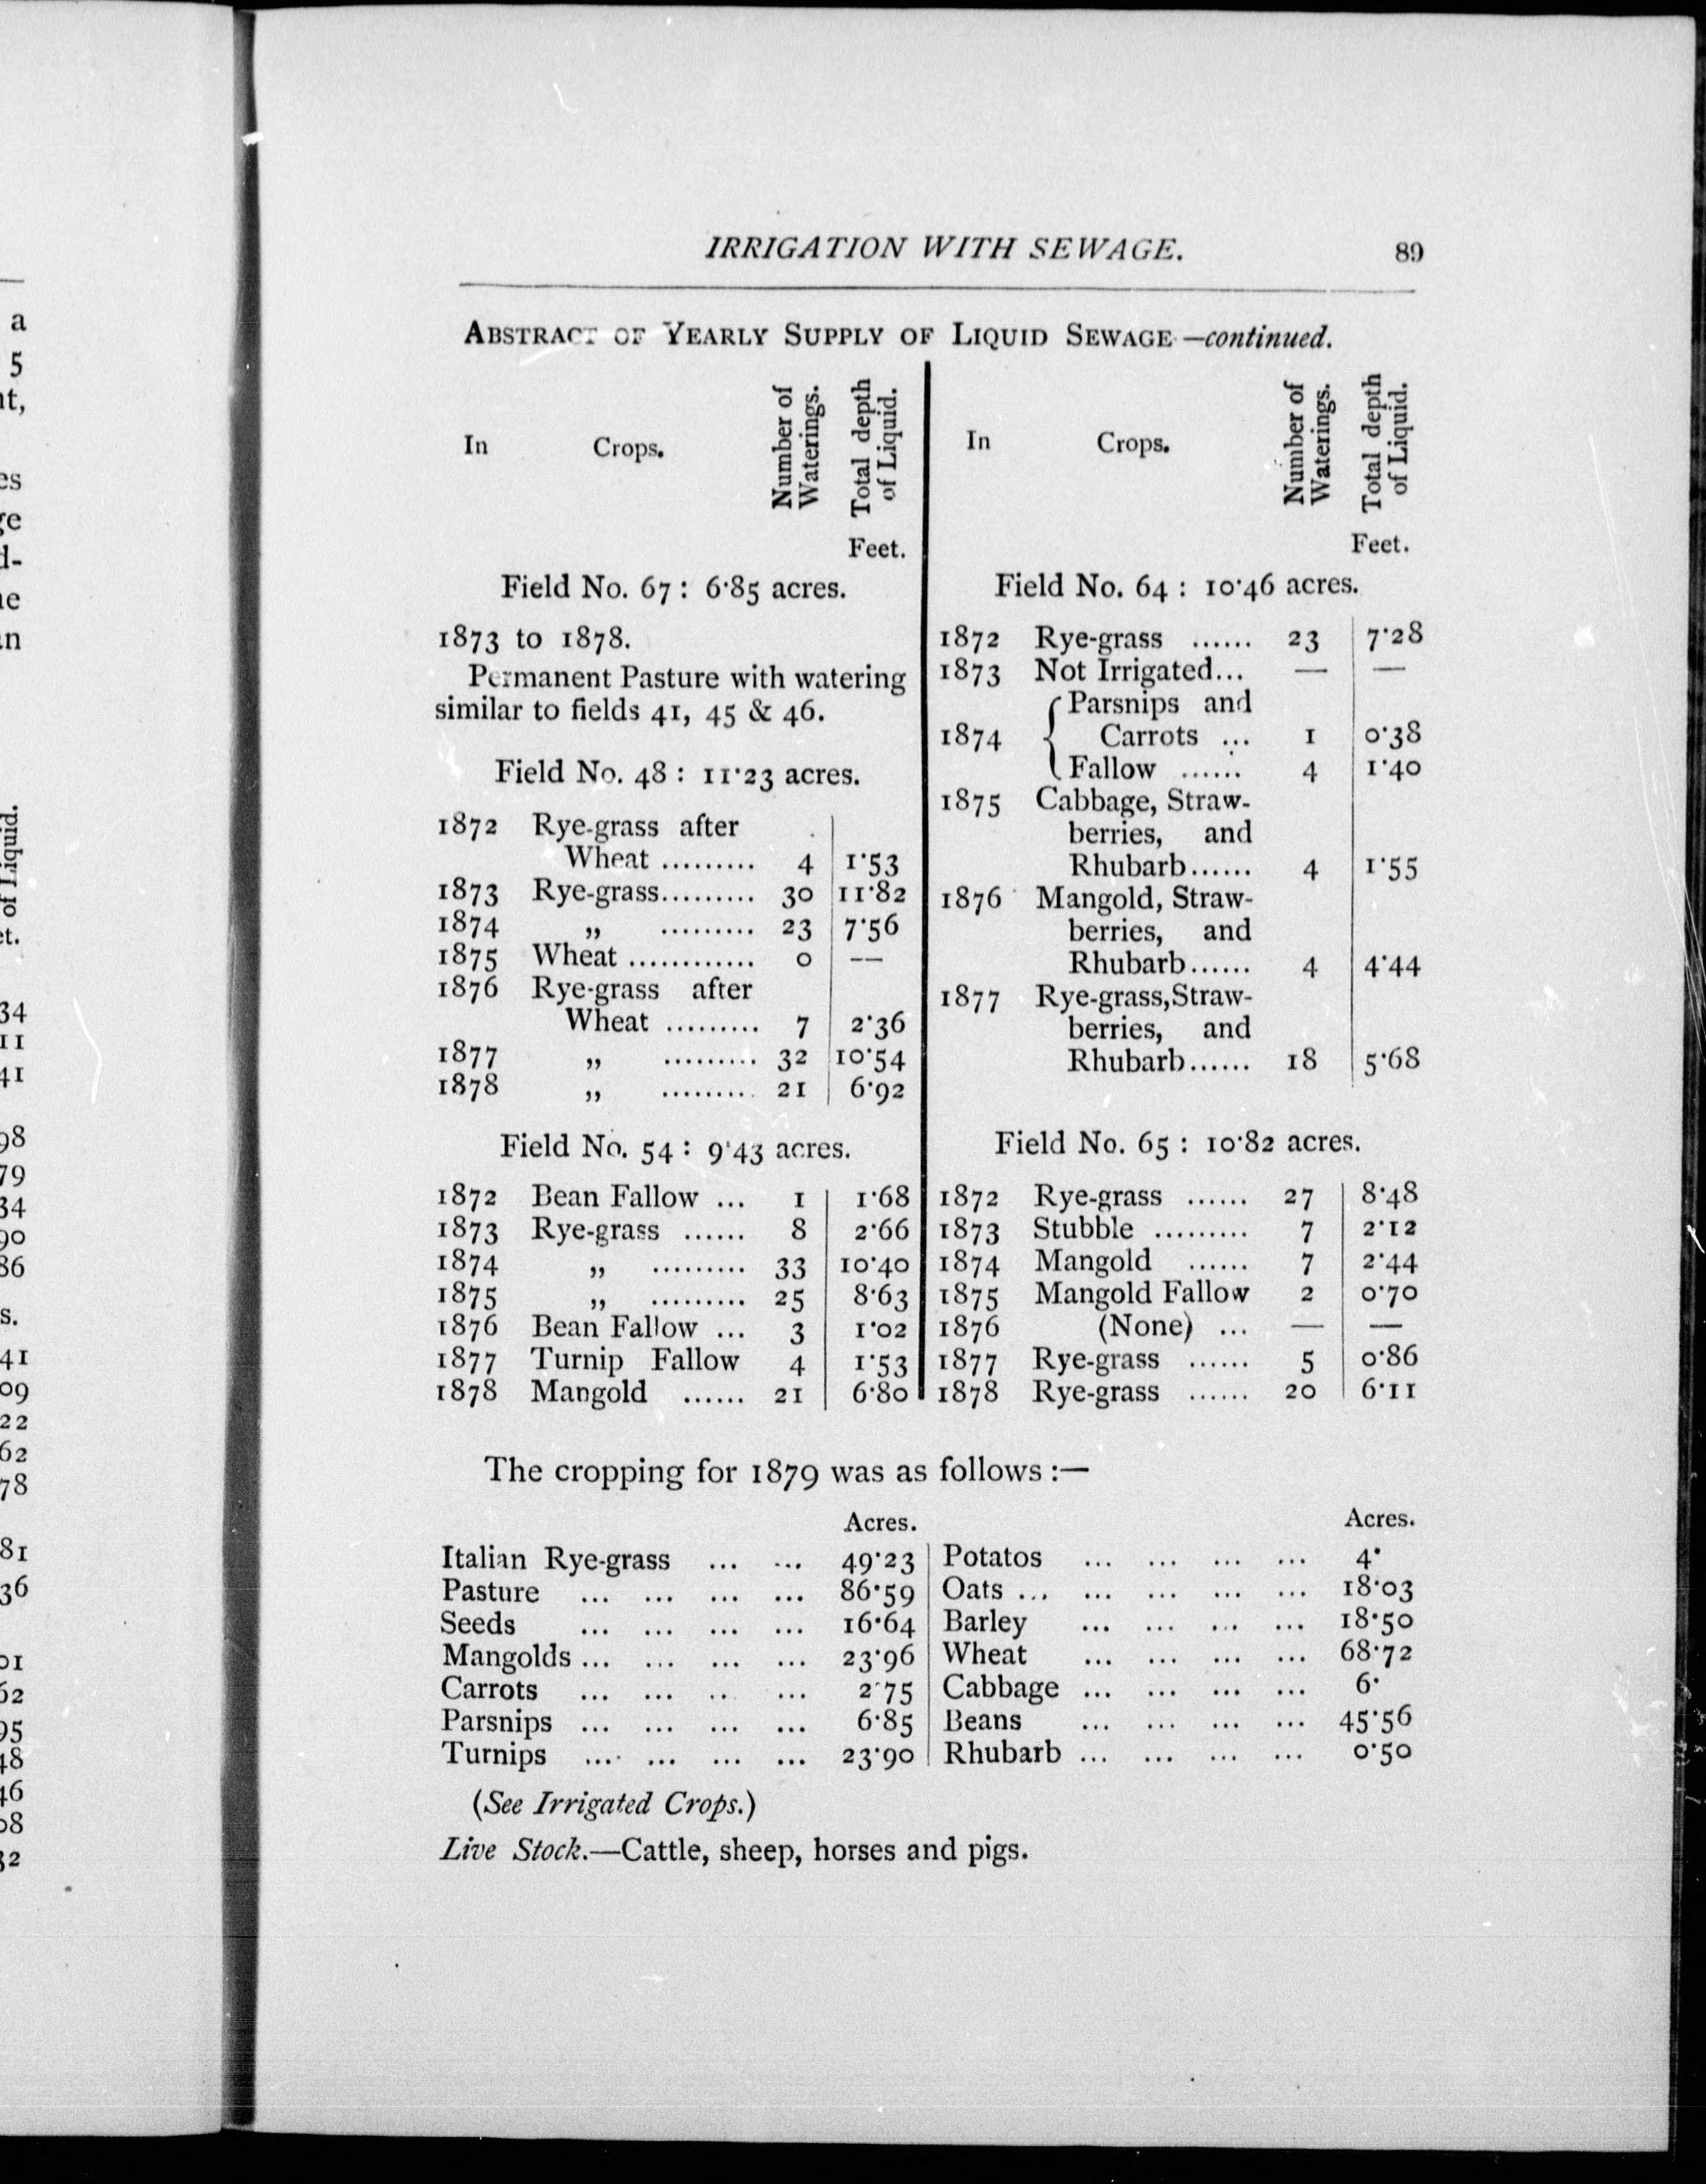 IRRIGATION WITH SEWAGE. 89
ABSTRACT OF YEARLY SUPPLY OF LIQUID SEWAGE—continued.
In Crops. Number of Waterings. Total depth of Liquid.
Feet.
Field No. 67 : 6·85 acres.
1873 to 1878.
Permanent Pasture with watering
similar to fields 41, 45 & 46.
Field No. 48 : 11·23 acres.
1872 Rye-grass after
Wheat ......... 4 1·53
1873 Rye-grass......... 30 11·82
1874 „ ......... 23 7·56
1875 Wheat ............ 0 —
1876 Rye-grass after
Wheat ......... 7 2·36
1877 „ ......... 32 10·54
1878 „ ......... 21 6·92
Field No. 54 : 9·43 acres.
1872 Bean Fallow ... 1 1·68
1873 Rye-grass ...... 8 2·66
1874 „ ......... 33 10·40
1875 „ ......... 25 8·63
1876 Bean Fallow ... 3 1·02
1877 Turnip Fallow 4 1·53
1878 Mangold ...... 21 6·80
In Crops. Number of Waterings. Total depth of Liquid.
Feet.
Field No. 64 : 10·46 acres.
1872 Rye-grass ...... 23 7·28
1873 Not Irrigated... — —
Parsnips and
1874 { Carrots ... 1 0·38
Fallow ...... 4 1·40
1875 Cabbage, Straw-
berries, and
Rhubarb...... 4 1·55
1876 Mangold, Straw-
berries, and
Rhubarb...... 4 4·44
1877 Rye-grass,Straw-
berries, and
Rhubarb...... 18 5·68
Field No. 65 : 10·82 acres.
1872 Rye-grass ...... 27 8·48
1873 Stubble ......... 7 2·12
1874 Mangold ...... 7 2·44
1875 Mangold Fallow 2 0·70
1876 (None) ... — —
1877 Rye-grass ...... 5 0·86
1878 Rye-grass ...... 20 6·11
The cropping for 1879 was as follows :—
Acres.
Italian Rye-grass ... ... 49·23
Pasture ... ... ... ... 86·59
Seeds ... ... ... ... 16·64
Mangolds ... ... ... ... 23·96
Carrots ... ... ... ... 2·75
Parsnips ... ... ... ... 6·85
Turnips ... ... ... ... 23·90
Acres.
Potatos ... ... ... ... 4·
Oats ... ... ... ... ... 18·03
Barley ... ... ... ... 18·50
Wheat ... ... ... ... 68·72
Cabbage ... ... ... ... 6·
Beans ... ... ... ... 45·56
Rhubarb ... ... ... ... 0·50
(See Irrigated Crops.)
Live Stock.—Cattle, sheep, horses and pigs.